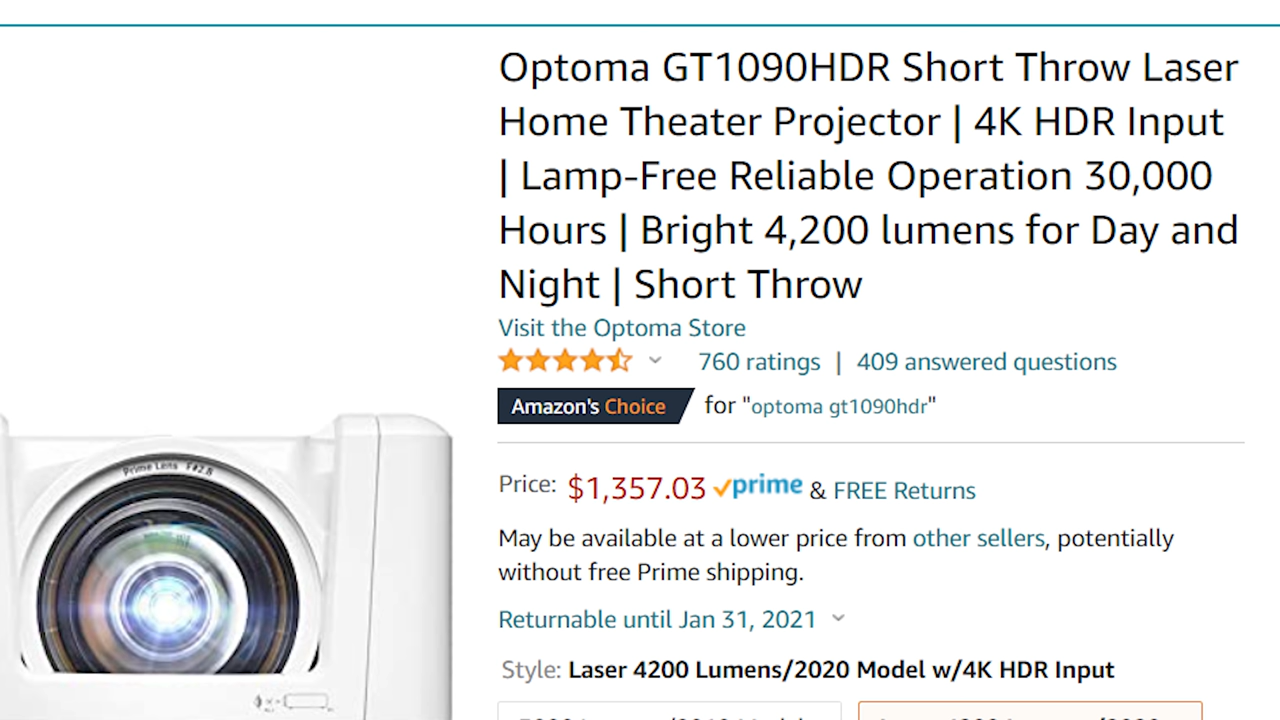 Optoma GT1090HDR Short Throw Laser
Home Theater Projector | 4K HDR Input
| Lamp-Free Reliable Operation 30,000
Hours | Bright 4,200 lumens for Day and
Night | Short Throw
Visit the Optoma Store
760 ratings | 409 answered questions
Amazon's Choice for "optoma gt1090hdr"
Prime Lens F#2.8
Price: $1,357.03 prime & FREE Returns
May be available at a lower price from other sellers, potentially
without free Prime shipping.
Returnable until Jan 31, 2021
Style: Laser 4200 Lumens/2020 Model w/4K HDR Input